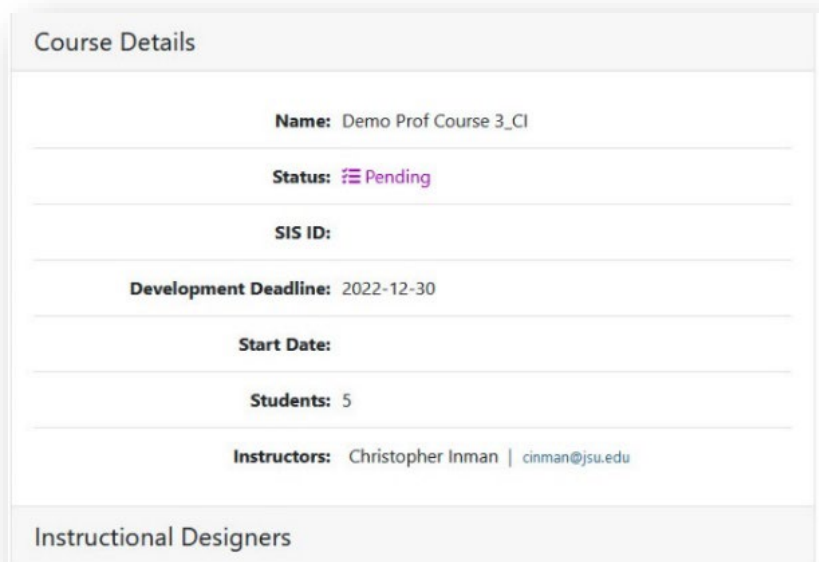 Course Details
Name: Demo Prof Course 3_CI
Status: Pending
SIS ID:
Development Deadline: 2022-12-30
Start Date:
Students: 5
Instructors: Christopher Inman | cinman@jsu.edu
Instructional Designers